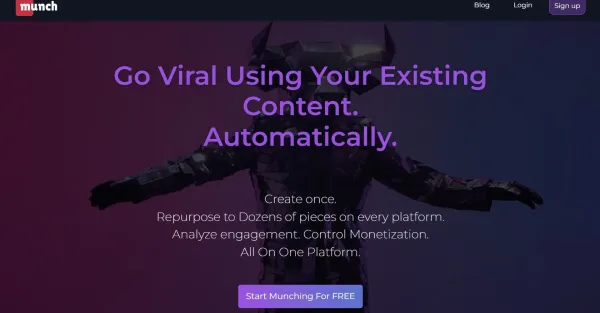 munch
Blog
Login
Sign up
Go Viral Using Your Existing
Content.
Automatically.
Create once.
Repurpose to Dozens of pieces on every platform.
Analyze engagement. Control Monetization.
All On One Platform.
Start Munching For FREE